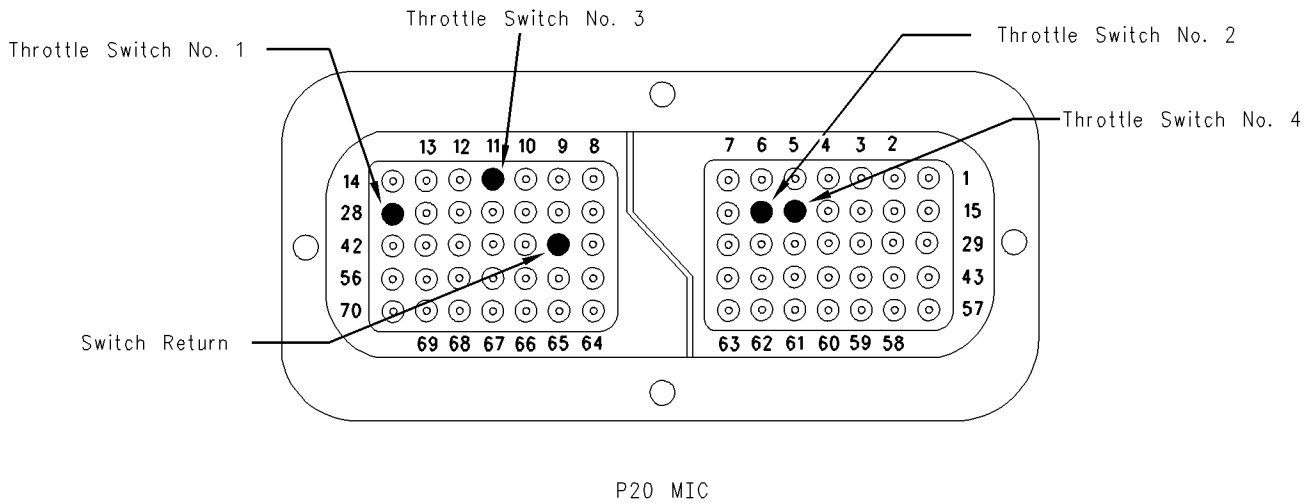 Throttle Switch No. 3
Throttle Switch No. 1
Throttle Switch No. 2
Throttle Switch No. 4
13 12 11 10 9 8
7 6 5 4 3 2
14
1
28
15
42
29
56
43
70
57
69 68 67 66 65 64
63 62 61 60 59 58
Switch Return
P20 MIC